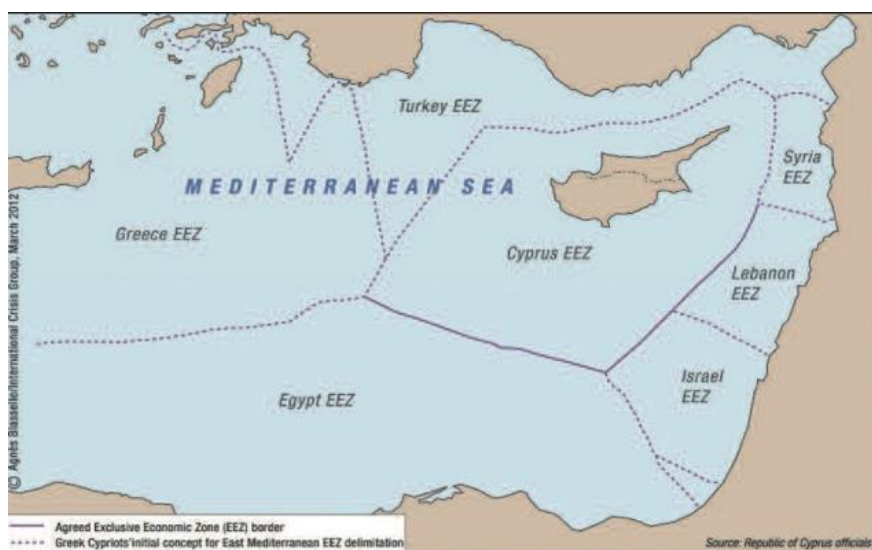 Turkey EEZ
MEDITERRANEAN SEA
Syria
EEZ
Greece EEZ
Cyprus EEZ
Lebanon
EEZ
Israel
EEZ
Egypt EEZ
© Agnès Blasselle/International Crisis Group, March 2012
Agreed Exclusive Economic Zone (EEZ) border
Greek Cypriots'initial concept for East Mediterranean EEZ delimitation
Source: Republic of Cyprus officials